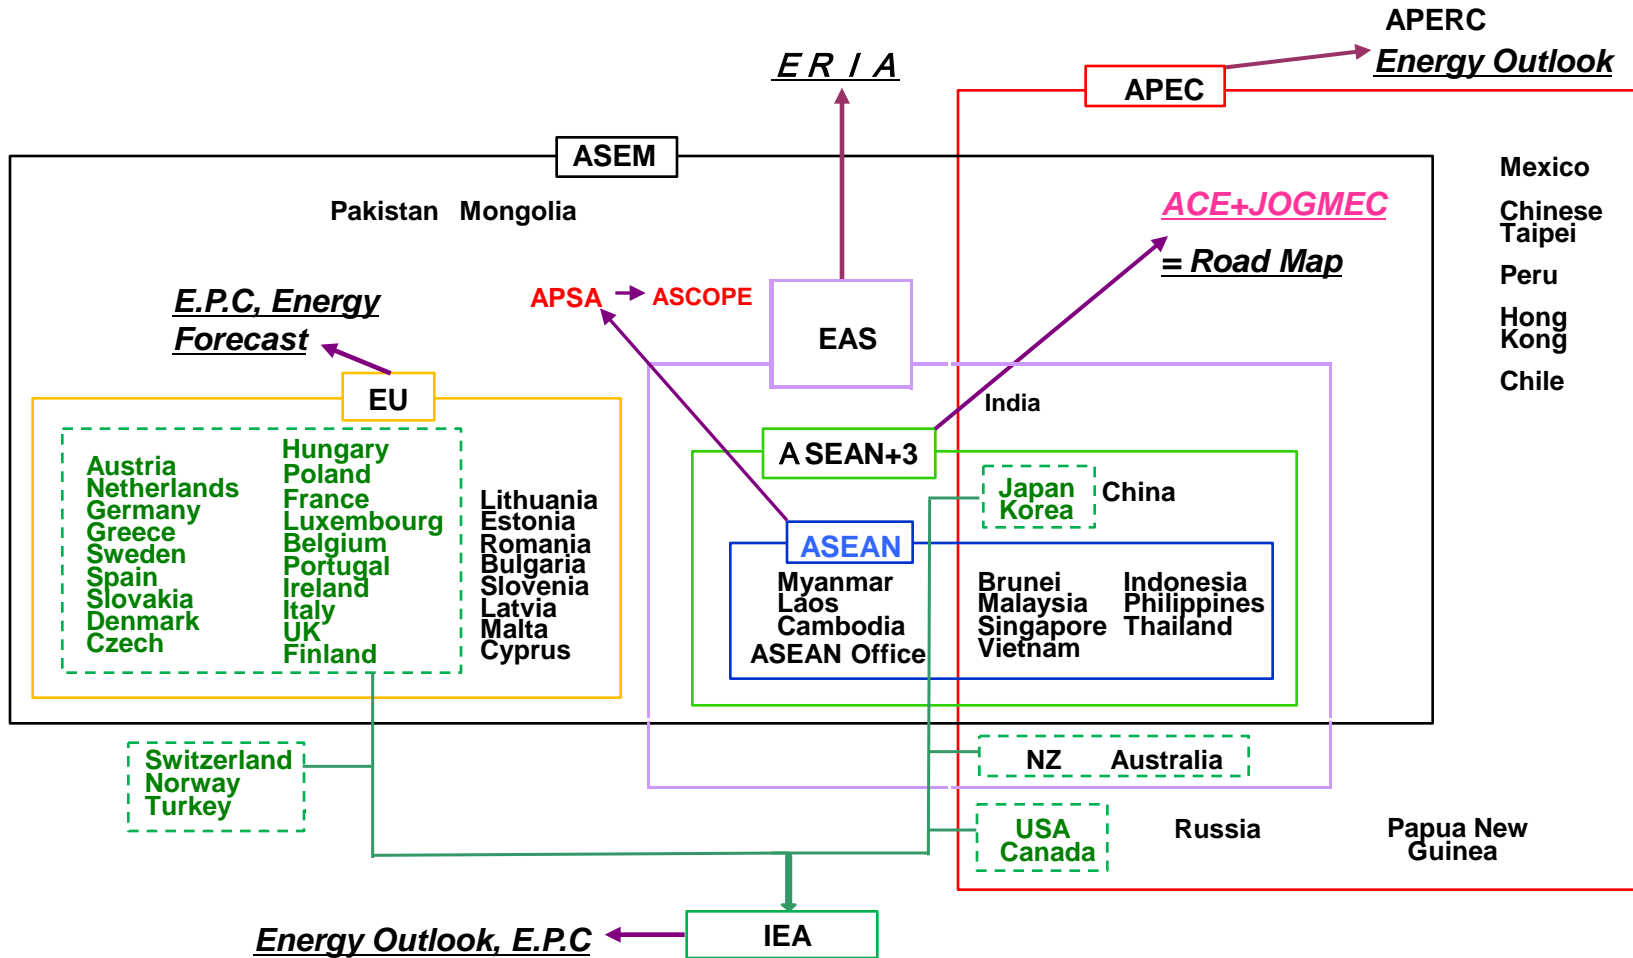 APERC
Energy Outlook
E R I A
APEC
ASEM
Mexico
Pakistan Mongolia
ACE+JOGMEC
= Road Map
Chinese
Taipei
Peru
Hong
Kong
Chile
E.P.C, Energy
Forecast
APSA
ASCOPE
EAS
EU
India
A SEAN+3
Austria
Netherlands
Germany
Greece
Sweden
Spain
Slovakia
Denmark
Czech
Hungary
Poland
France
Luxembourg
Belgium
Portugal
Ireland
Italy
UK
Finland
Lithuania
Estonia
Romania
Bulgaria
Slovenia
Latvia
Malta
Cyprus
Japan
Korea
China
ASEAN
Myanmar
Laos
Cambodia
ASEAN Office
Brunei
Malaysia
Singapore
Vietnam
Indonesia
Philippines
Thailand
Switzerland
Norway
Turkey
NZ Australia
USA
Canada
Russia
Papua New
Guinea
IEA
Energy Outlook, E.P.C